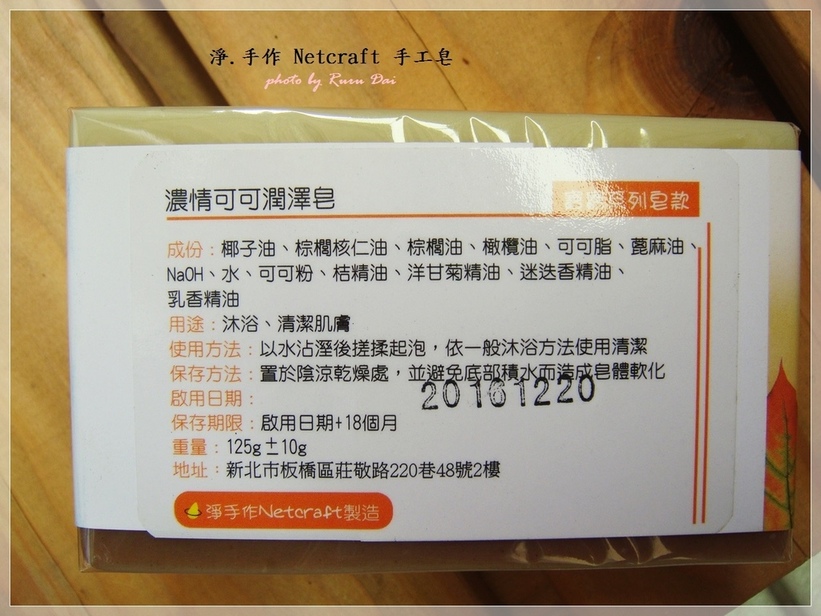 淨.手作 Netcraft 手工皂
photo by Ruru Dai
濃情可可潤澤皂
系列皂款
成份：椰子油、棕櫚核仁油、棕櫚油、橄欖油、可可脂、蓖麻油、
NaOH、水、可可粉、桔精油、洋甘菊精油、迷迭香精油、
乳香精油
用途：沐浴、清潔肌膚
使用方法：以水沾溼後搓揉起泡，依一般沐浴方法使用清潔
保存方法：置於陰涼乾燥處，並避免底部積水而造成皂體軟化
啟用日期：
20161220
保存期限：啟用日期+18個月
重量：125g±10g
地址：新北市板橋區莊敬路220巷48號2樓
淨手作Netcraft製造